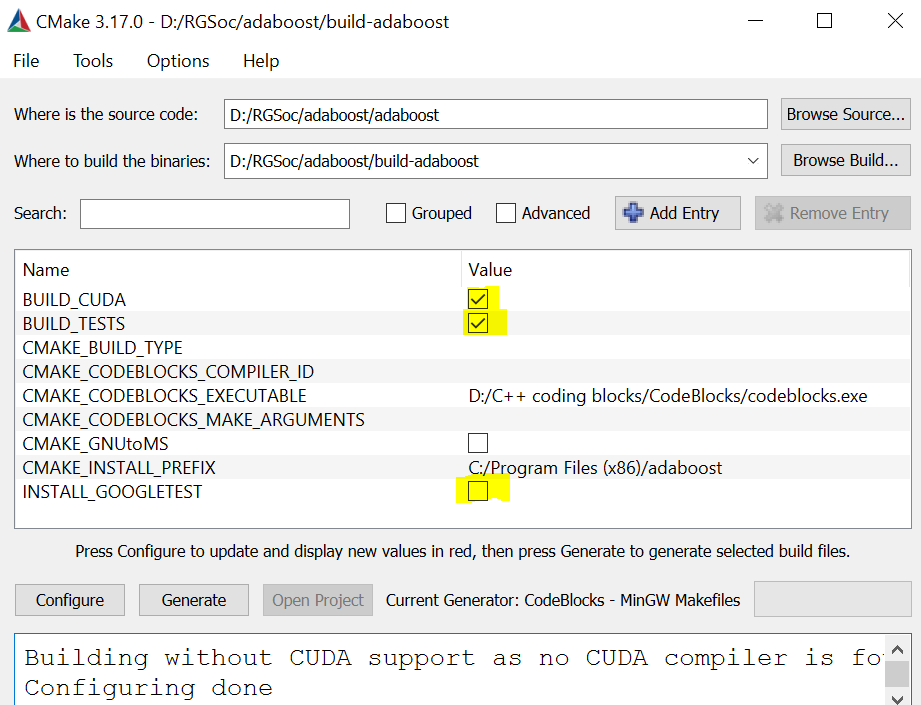 CMake 3.17.0 - D:/RGSoc/adaboost/build-adaboost
File Tools Options Help
Where is the source code: D:/RGSoc/adaboost/adaboost Browse Source...
Where to build the binaries: D:/RGSoc/adaboost/build-adaboost Browse Build...
Search: Grouped Advanced Add Entry Remove Entry
Name Value
BUILD_CUDA
BUILD_TESTS
CMAKE_BUILD_TYPE
CMAKE_CODEBLOCKS_COMPILER_ID
CMAKE_CODEBLOCKS_EXECUTABLE D:/C++ coding blocks/CodeBlocks/codeblocks.exe
CMAKE_CODEBLOCKS_MAKE_ARGUMENTS
CMAKE_GNUtoMS
CMAKE_INSTALL_PREFIX C:/Program Files (x86)/adaboost
INSTALL_GOOGLETEST
Press Configure to update and display new values in red, then press Generate to generate selected build files.
Configure Generate Open Project Current Generator: CodeBlocks - MinGW Makefiles
Building without CUDA support as no CUDA compiler is
Configuring done